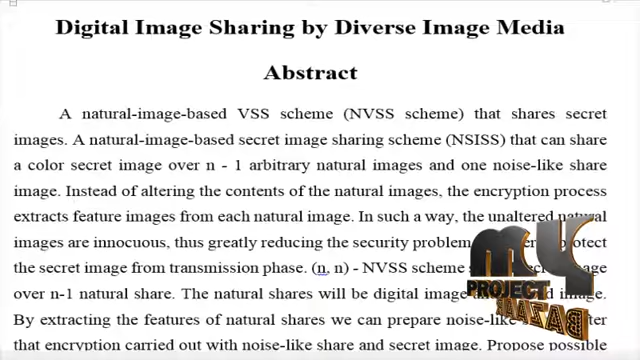 Digital Image Sharing by Diverse Image Media
Abstract
A natural-image-based VSS scheme (NVSS scheme) that shares secret
images. A natural-image-based secret image sharing scheme (NSISS) that can share
a color secret image over n - 1 arbitrary natural images and one noise-like share
image. Instead of altering the contents of the natural images, the encryption process
extracts feature images from each natural image. In such a way, the unaltered natural
images are innocuous, thus greatly reducing the security problem protect
the secret image from transmission phase. (n, n) - NVSS scheme
over n-1 natural share. The natural shares will be digital image image.
By extracting the features of natural shares we can prepare noise-like
that encryption carried out with noise-like share and secret image. Propose possible
MY
PROJECT
BAZAAR